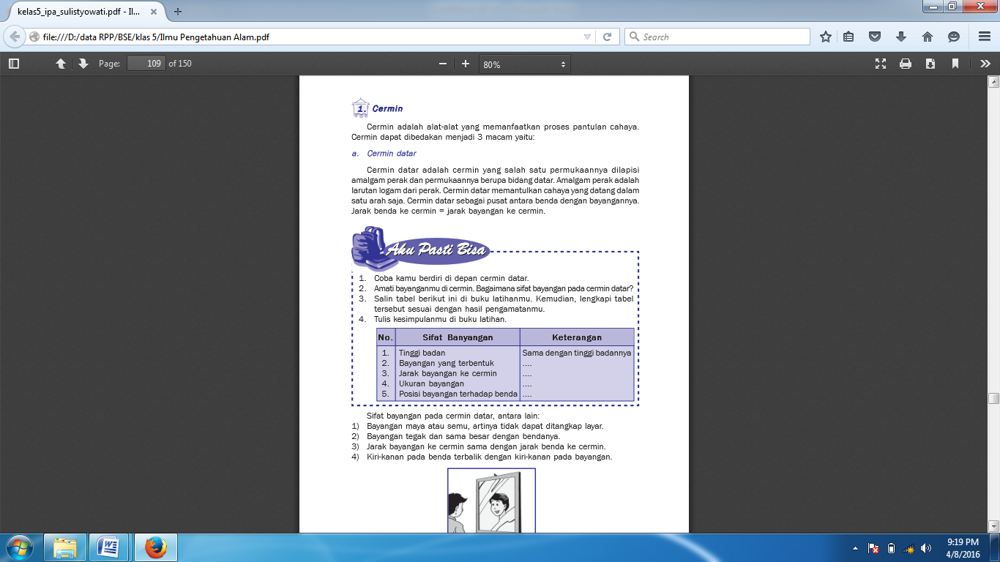 kelas5_ipa_sulistyowati.pdf - Il...
file:///D:/data RPP/BSE/klas 5/Ilmu Pengetahuan Alam.pdf
Search
Page: 109 of 150
80%
1. Cermin
Cermin adalah alat-alat yang memanfaatkan proses pantulan cahaya.
Cermin dapat dibedakan menjadi 3 macam yaitu:
a. Cermin datar
Cermin datar adalah cermin yang salah satu permukaannya dilapisi
amalgam perak dan permukaannya berupa bidang datar. Amalgam perak adalah
larutan logam dari perak. Cermin datar memantulkan cahaya yang datang dalam
satu arah saja. Cermin datar sebagai pusat antara benda dengan bayangannya.
Jarak benda ke cermin = jarak bayangan ke cermin.
Aku Pasti Bisa
1. Coba kamu berdiri di depan cermin datar.
2. Amati bayanganmu di cermin. Bagaimana sifat bayangan pada cermin datar?
3. Salin tabel berikut ini di buku latihanmu. Kemudian, lengkapi tabel
tersebut sesuai dengan hasil pengamatanmu.
4. Tulis kesimpulanmu di buku latihan.
No. Sifat Banyangan Keterangan
1. Tinggi badan Sama dengan tinggi badannya
2. Bayangan yang terbentuk ....
3. Jarak bayangan ke cermin ....
4. Ukuran bayangan ....
5. Posisi bayangan terhadap benda ....
Sifat bayangan pada cermin datar, antara lain:
1) Bayangan maya atau semu, artinya tidak dapat ditangkap layar.
2) Bayangan tegak dan sama besar dengan bendanya.
3) Jarak bayangan ke cermin sama dengan jarak benda ke cermin.
4) Kiri-kanan pada benda terbalik dengan kiri-kanan pada bayangan.
9:19 PM
4/8/2016